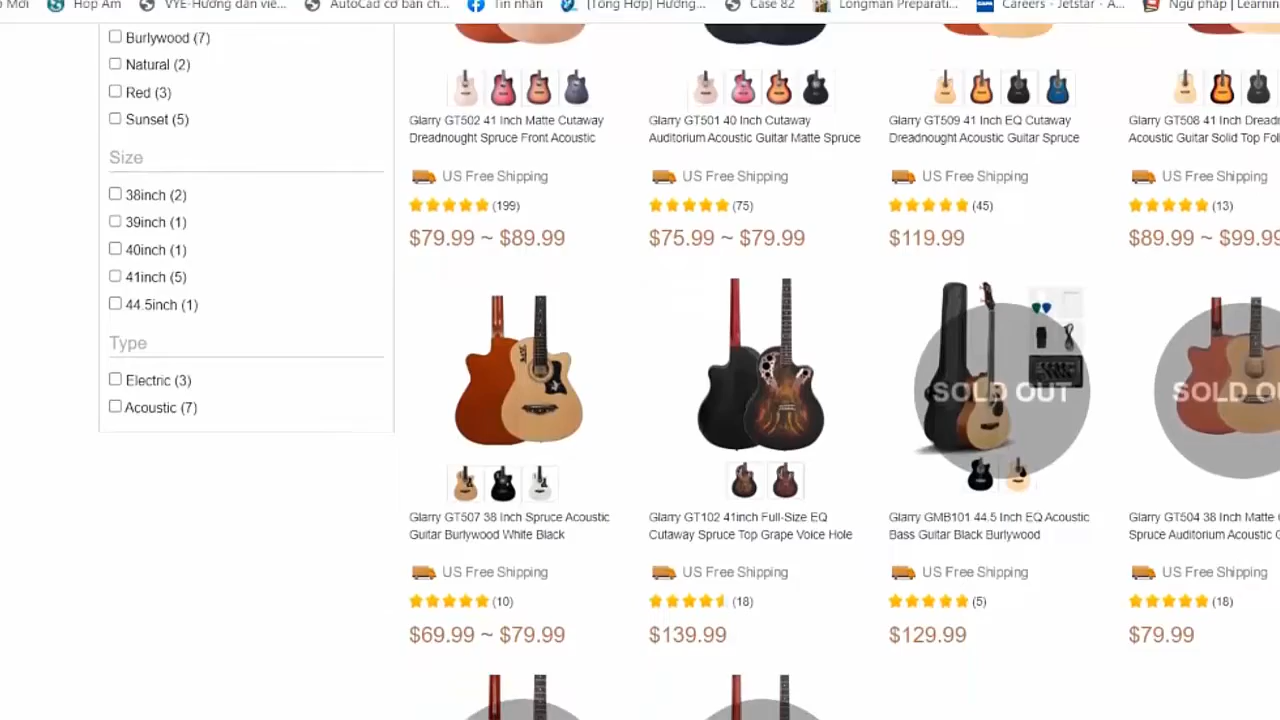 Mới
Hợp Âm
VYE-Hướng dẫn viê...
AutoCad cơ bản ch...
Tin nhắn
[Tổng Hợp] Hướng...
Case 82
Longman Preparati...
Careers - Jetstar - A...
Ngữ pháp | Learnin
Burlywood (7)
Natural (2)
Red (3)
Sunset (5)
Size
38inch (2)
39inch (1)
40inch (1)
41inch (5)
44.5inch (1)
Type
Electric (3)
Acoustic (7)
Glarry GT502 41 Inch Matte Cutaway
Dreadnought Spruce Front Acoustic
US Free Shipping
(199)
$79.99 ~ $89.99
Glarry GT501 40 Inch Cutaway
Auditorium Acoustic Guitar Matte Spruce
US Free Shipping
(75)
$75.99 ~ $79.99
Glarry GT509 41 Inch EQ Cutaway
Dreadnought Acoustic Guitar Spruce
US Free Shipping
(45)
$119.99
Glarry GT508 41 Inch Dreadn
Acoustic Guitar Solid Top Fol
US Free Shipping
(13)
$89.99 ~ $99.99
Glarry GT507 38 Inch Spruce Acoustic
Guitar Burlywood White Black
US Free Shipping
(10)
$69.99 ~ $79.99
Glarry GT102 41inch Full-Size EQ
Cutaway Spruce Top Grape Voice Hole
US Free Shipping
(18)
$139.99
SOLD OUT
Glarry GMB101 44.5 Inch EQ Acoustic
Bass Guitar Black Burlywood
US Free Shipping
(5)
$129.99
SOLD OU
Glarry GT504 38 Inch Matte
Spruce Auditorium Acoustic
US Free Shipping
(18)
$79.99